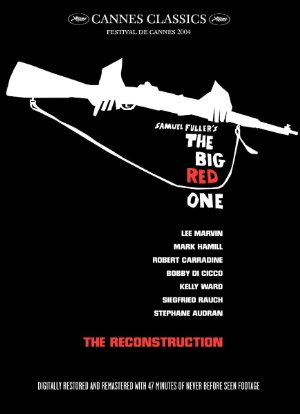 CANNES CLASSICS
FESTIVAL DE CANNES 2004
SAMUEL FULLER'S
THE
BIG
RED
ONE
LEE MARVIN
MARK HAMILL
ROBERT CARRADINE
BOBBY DI CICCO
KELLY WARD
SIEGFRIED RAUCH
STEPHANE AUDRAN
THE RECONSTRUCTION
DIGITALLY RESTORED AND REMASTERED WITH 47 MINUTES OF NEVER BEFORE SEEN FOOTAGE